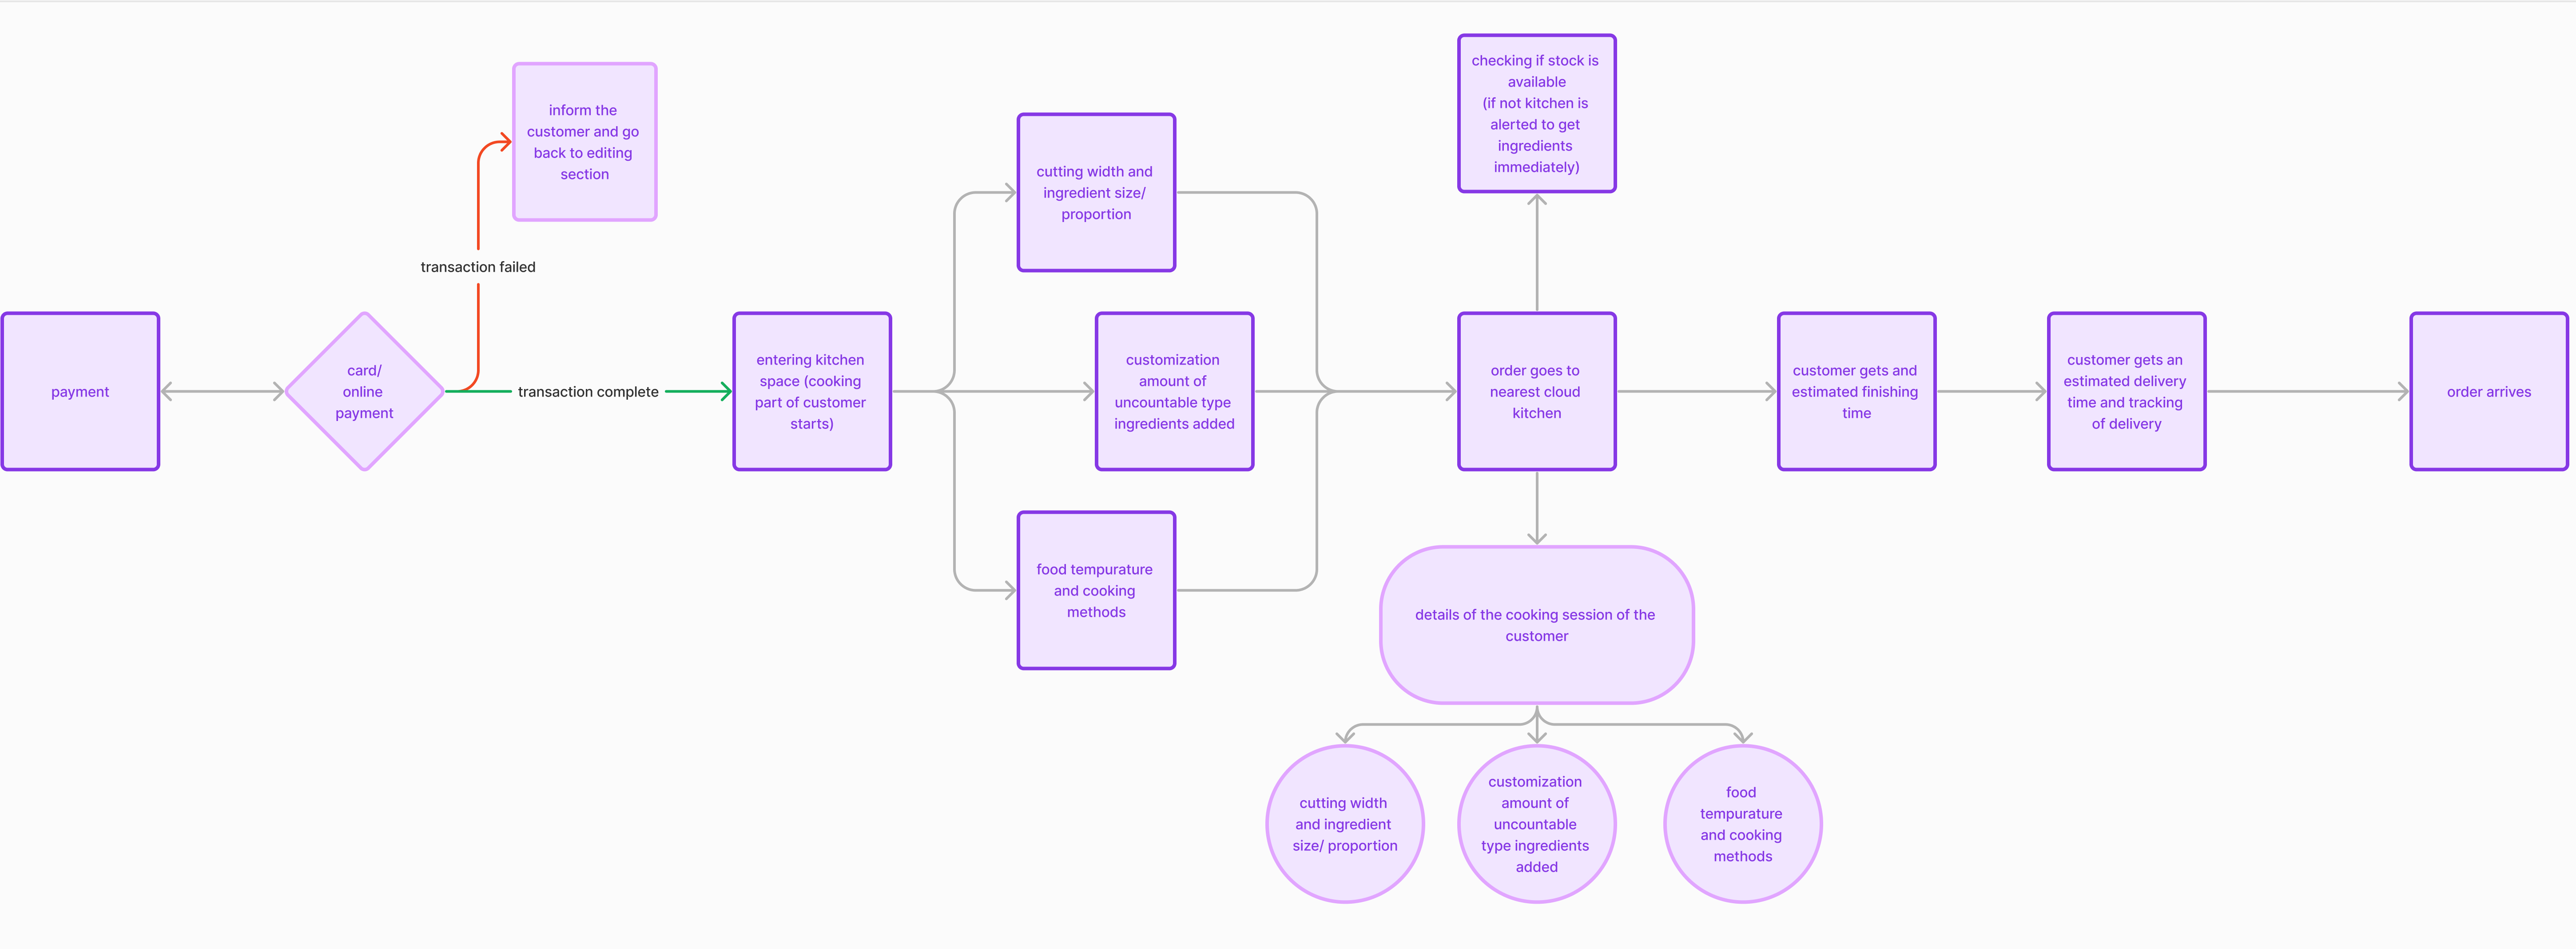 payment
card/
online
payment
transaction failed
inform the
customer and go
back to editing
section
transaction complete
entering kitchen
space (cooking
part of customer
starts)
cutting width and
ingredient size/
proportion
customization
amount of
uncountable type
ingredients added
food tempurature
and cooking
methods
checking if stock is
available
(if not kitchen is
alerted to get
ingredients
immediately)
order goes to
nearest cloud
kitchen
details of the cooking session of the
customer
cutting width
and ingredient
size/ proportion
customization
amount of
uncountable
type ingredients
added
food
tempurature
and cooking
methods
customer gets and
estimated finishing
time
customer gets an
estimated delivery
time and tracking
of delivery
order arrives